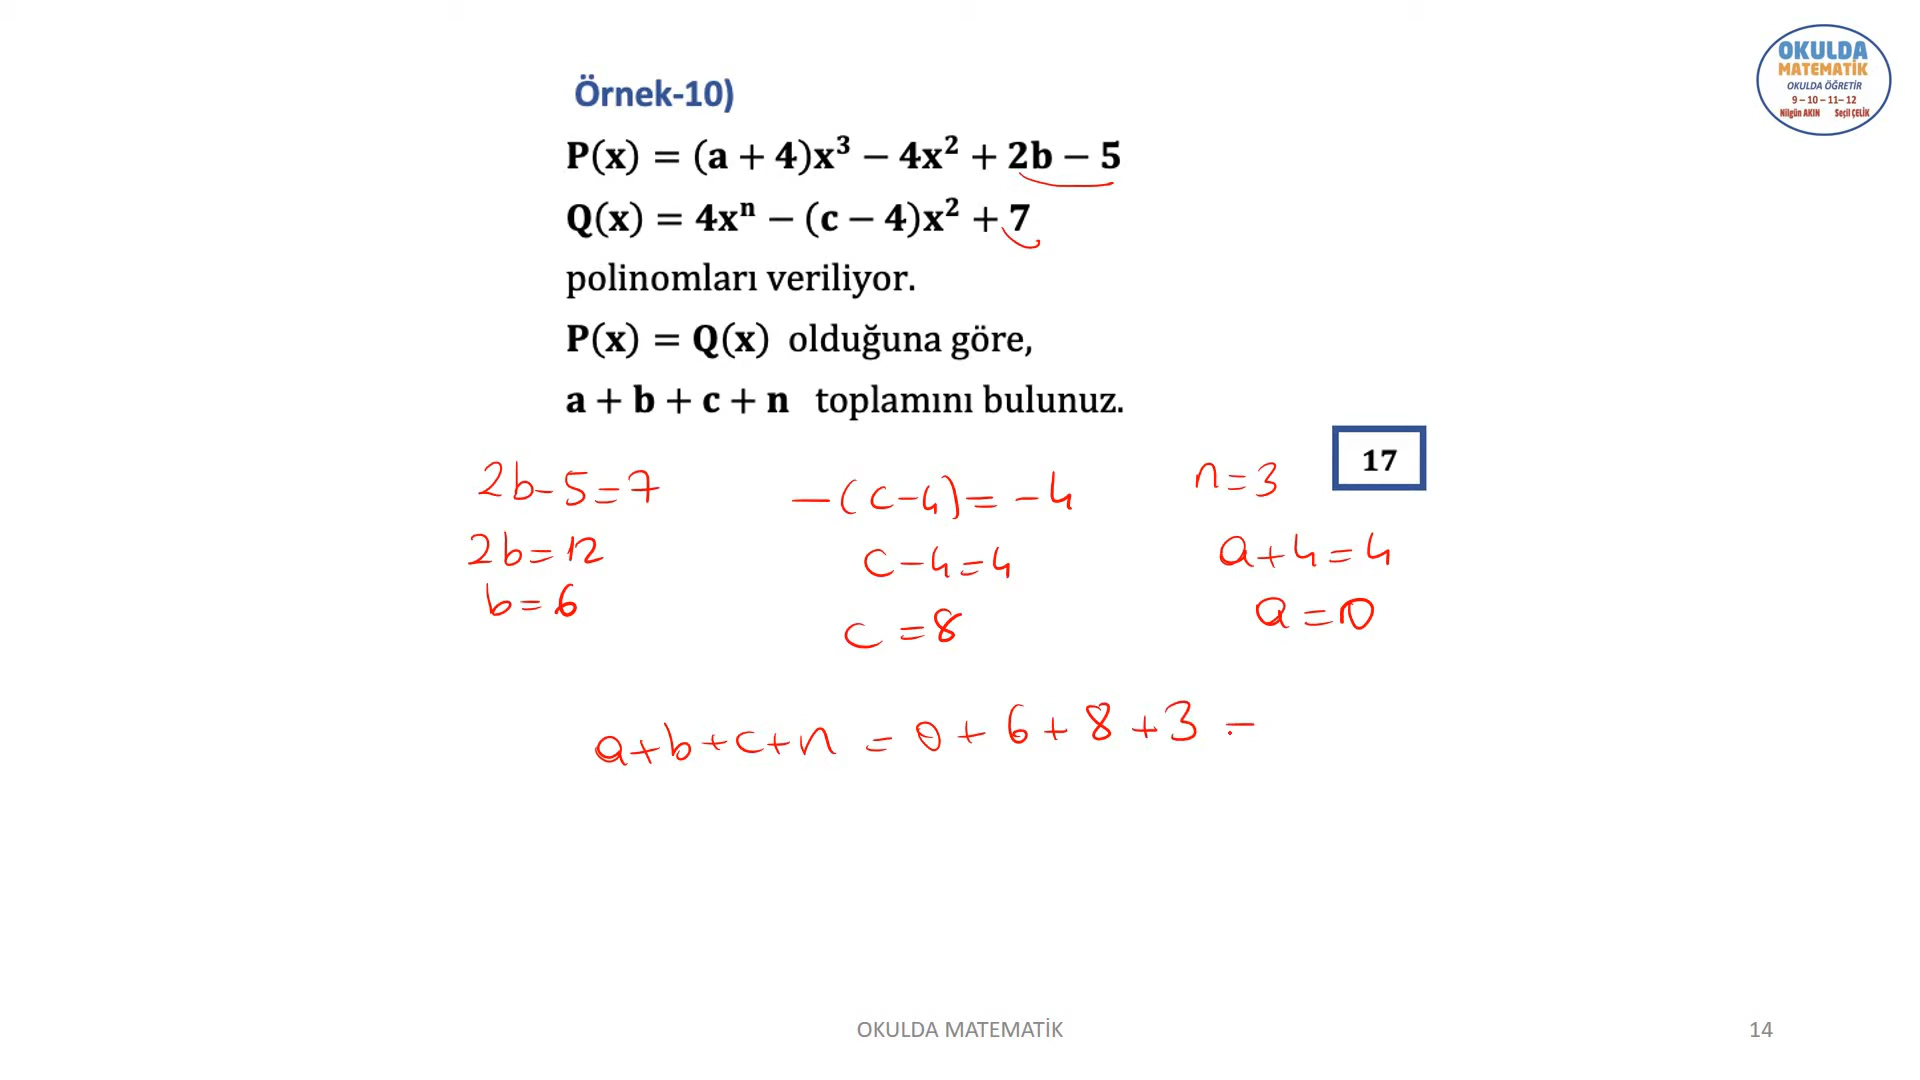 OKULDA
MATEMATİK
OKULDA ÖĞRETİR
9 – 10 – 11– 12
Nilgün AKIN Seçil ÇELİK
Örnek-10)
P(x) = (a + 4)x³ − 4x² + 2b − 5
Q(x) = 4xⁿ − (c − 4)x² + 7
polinomları veriliyor.
P(x) = Q(x) olduğuna göre,
a + b + c + n toplamını bulunuz.
17
2b-5=7
2b=12
b=6
-(c-4)=-4
c-4=4
c=8
n=3
a+4=4
a=0
a+b+c+n = 0+6+8+3 =
OKULDA MATEMATİK
14